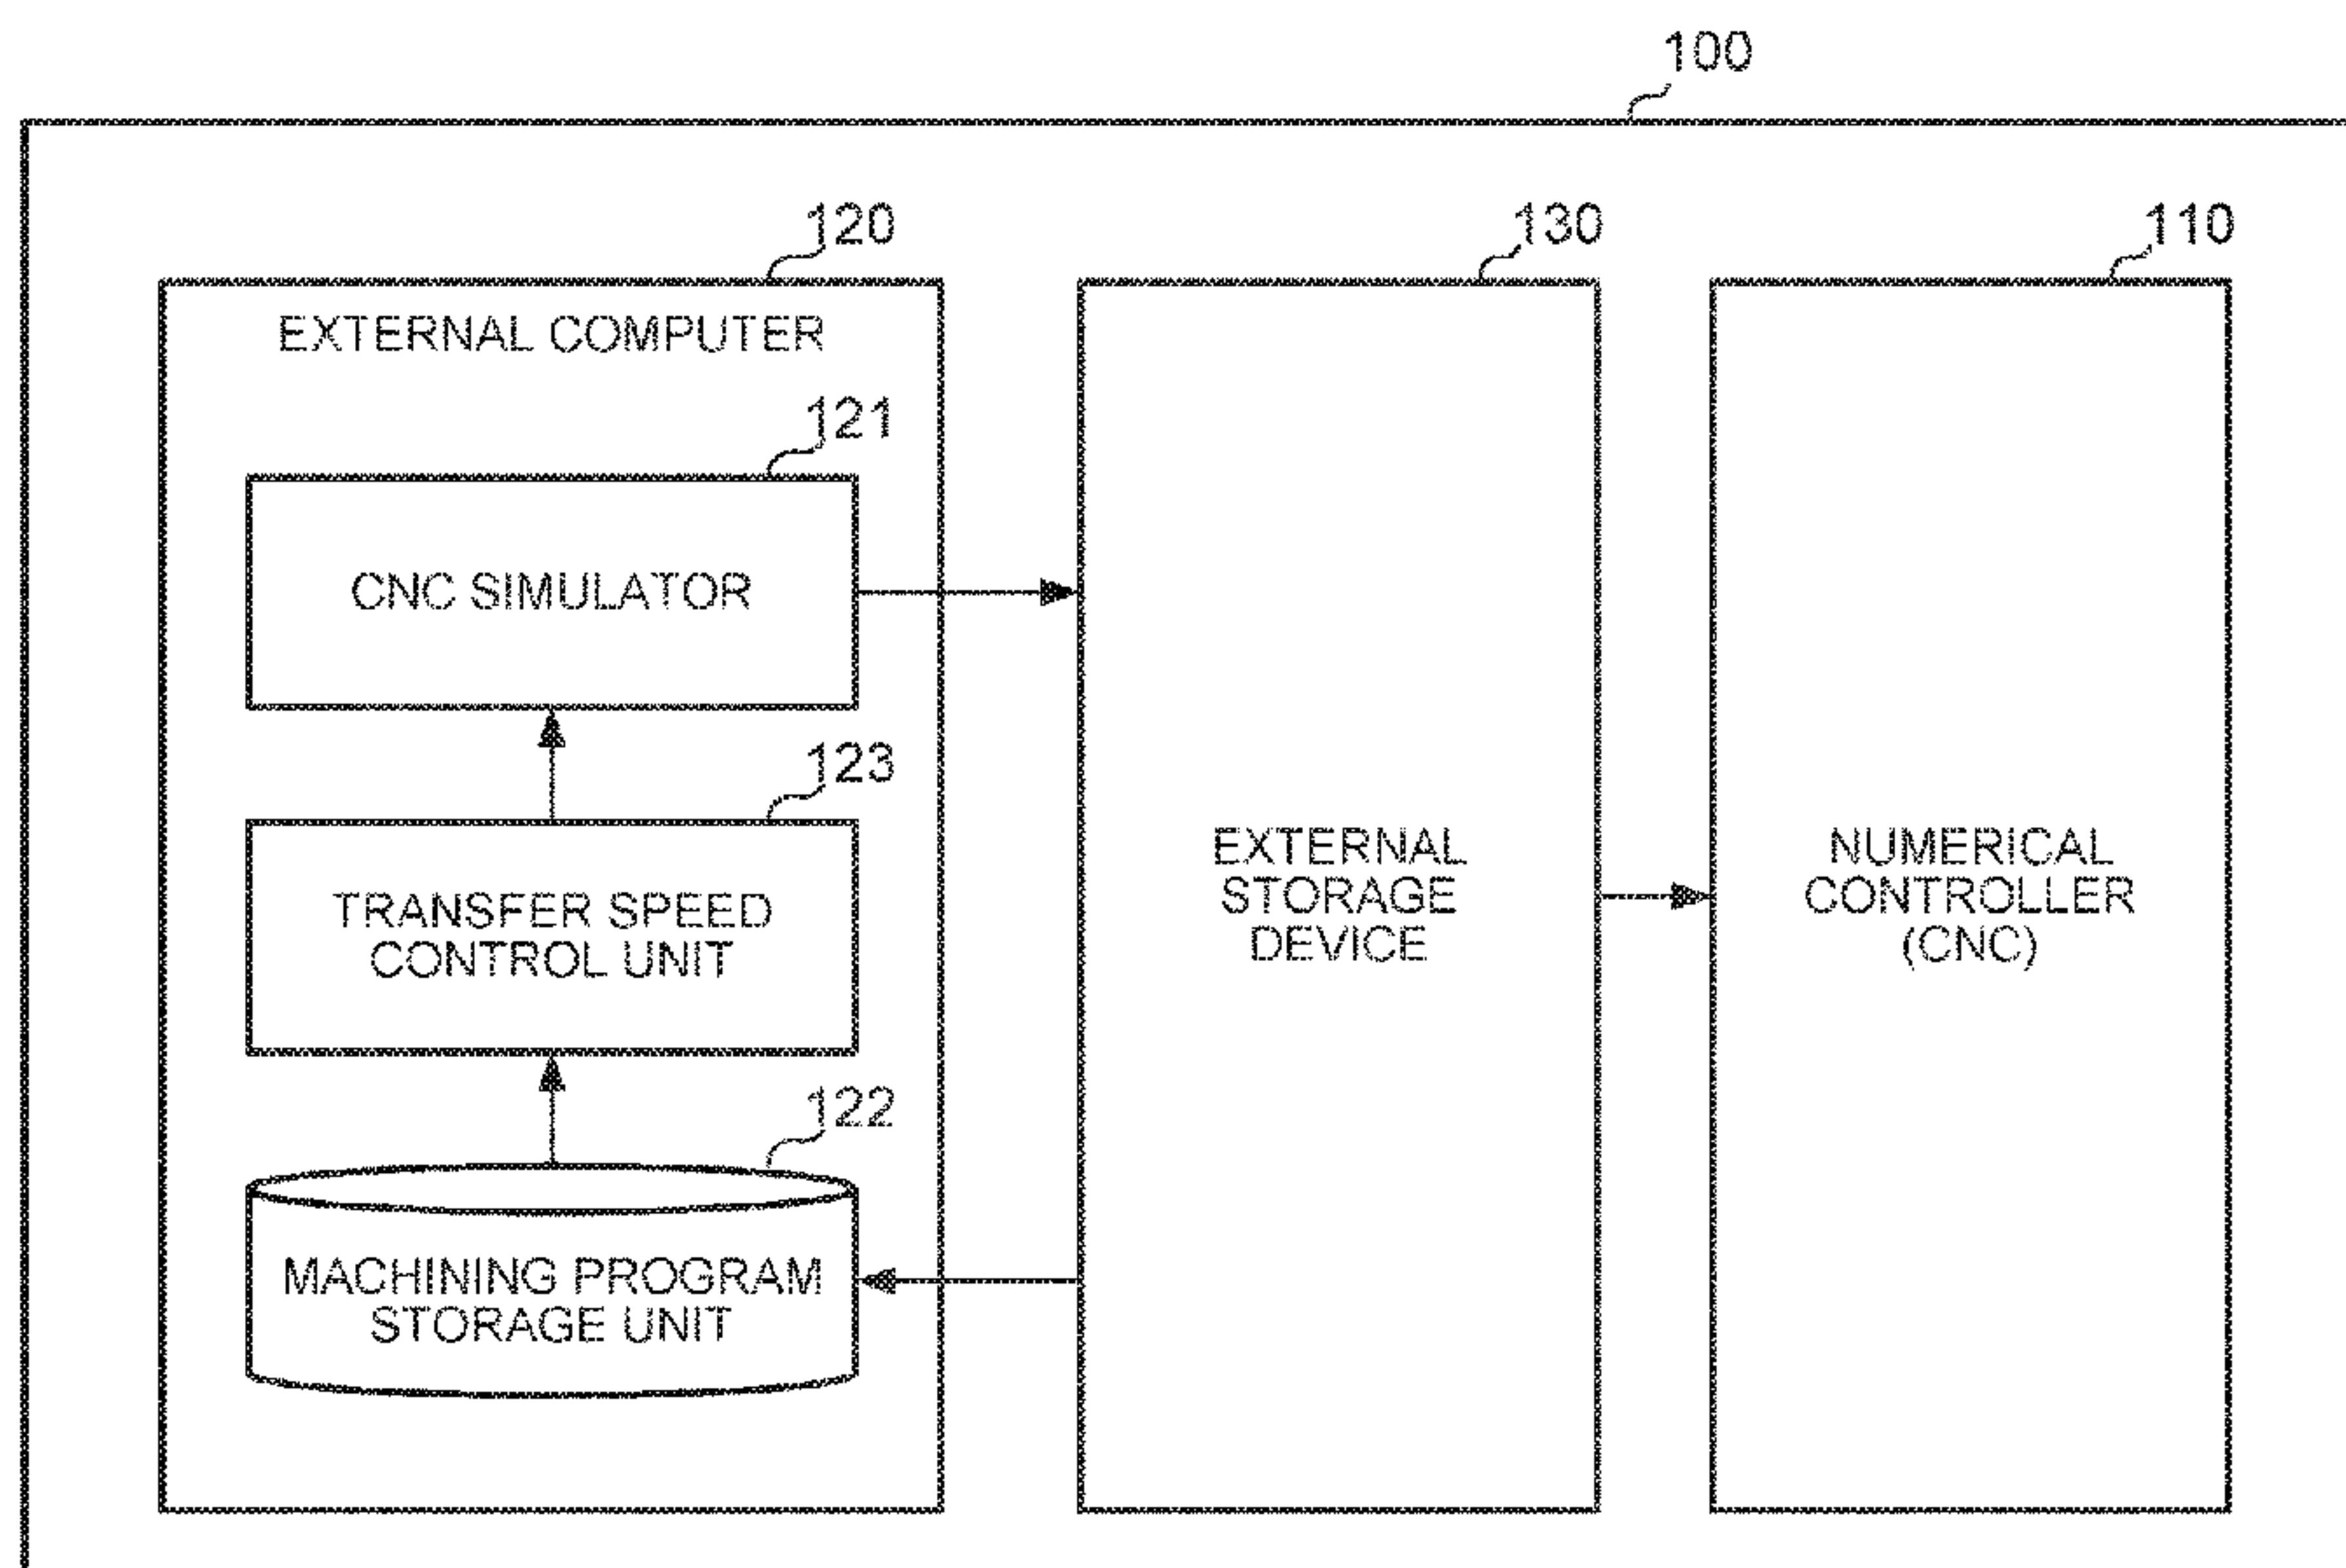 100
120
130
110
EXTERNAL COMPUTER
121
CNC SIMULATOR
123
TRANSFER SPEED
CONTROL UNIT
EXTERNAL
STORAGE
DEVICE
NUMERICAL
CONTROLLER
(CNC)
122
MACHINING PROGRAM
STORAGE UNIT